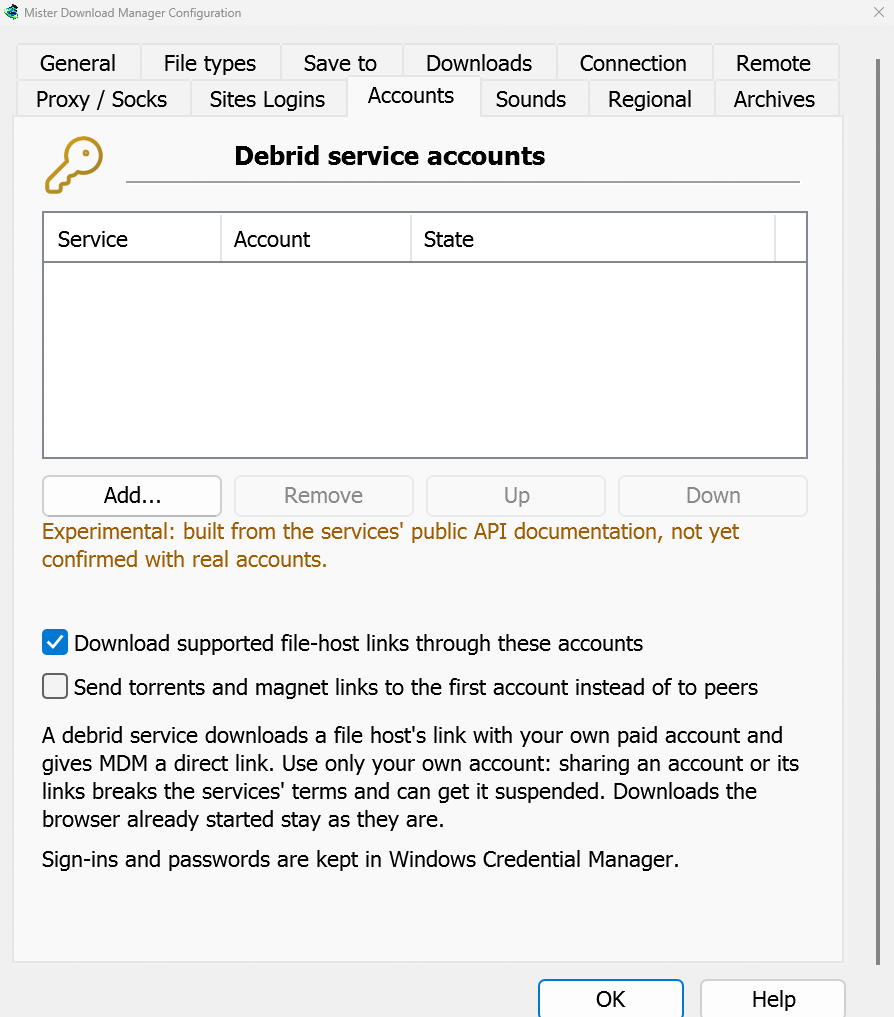 Mister Download Manager Configuration
General
File types
Save to
Downloads
Connection
Remote
Proxy / Socks
Sites Logins
Accounts
Sounds
Regional
Archives
Debrid service accounts
Service
Account
State
Add...
Remove
Up
Down
Experimental: built from the services' public API documentation, not yet
confirmed with real accounts.
Download supported file-host links through these accounts
Send torrents and magnet links to the first account instead of to peers
A debrid service downloads a file host's link with your own paid account and
gives MDM a direct link. Use only your own account: sharing an account or its
links breaks the services' terms and can get it suspended. Downloads the
browser already started stay as they are.
Sign-ins and passwords are kept in Windows Credential Manager.
OK
Help